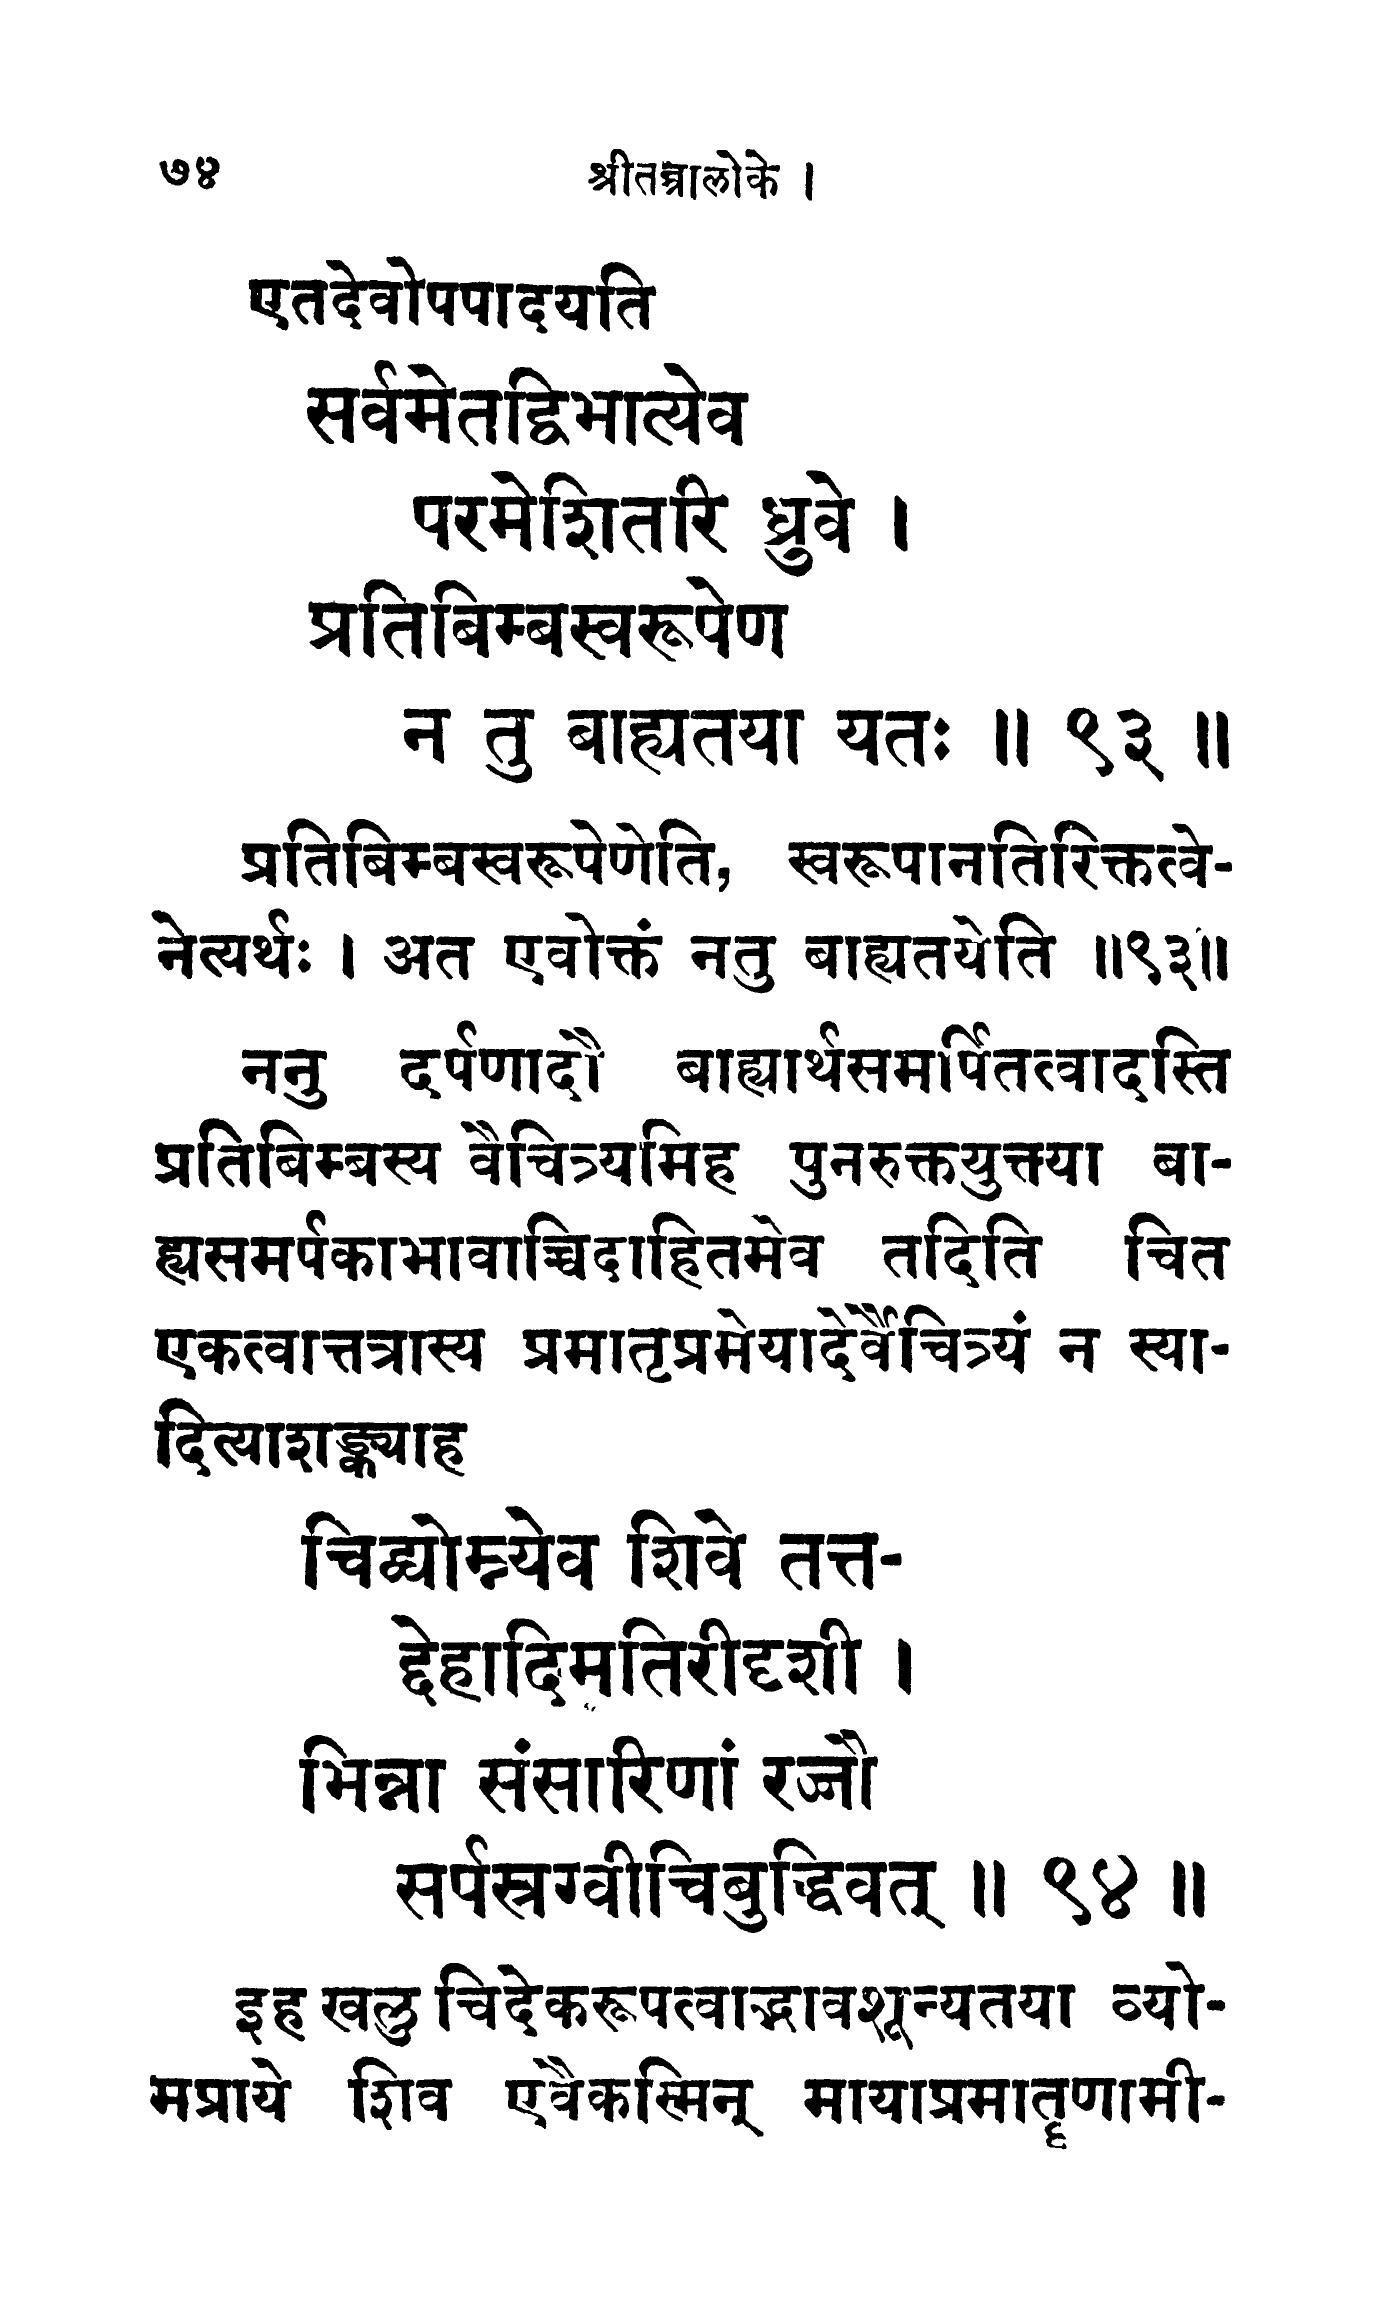 ७४ श्रीतन्त्रालोके ।
एतदेवोपपादयति
सर्वमेतद्विभात्येव
परमेशितरि ध्रुवे ।
प्रतिबिम्बस्वरूपेण
न तु बाह्यतया यतः ॥ ९३ ॥
प्रतिबिम्बस्वरूपेणेति, स्वरूपानतिरिक्तत्वे-
नेत्यर्थः । अत एवोक्तं नतु बाह्यतयेति ॥९३॥
ननु दर्पणादौ बाह्यार्थसमर्पितत्वादस्ति
प्रतिबिम्बस्य वैचित्र्यमिह पुनरुक्तयुक्त्या बा-
ह्यसमर्पकाभावाच्चिदाहितमेव तदिति चित
एकत्वात्तत्रास्य प्रमातृप्रमेयादेर्वैचित्र्यं न स्या-
दित्याशङ्क्याह
चिद्व्योम्न्येव शिवे तत्त-
द्देहादिमतिरीदृशी ।
भिन्ना संसारिणां रज्जौ
सर्पस्रग्वीचिबुद्धिवत् ॥ ९४ ॥
इह खलु चिदेकरूपत्वाद्भावशून्यतया व्यो-
मप्राये शिव एवैकस्मिन् मायाप्रमातॄणामी-